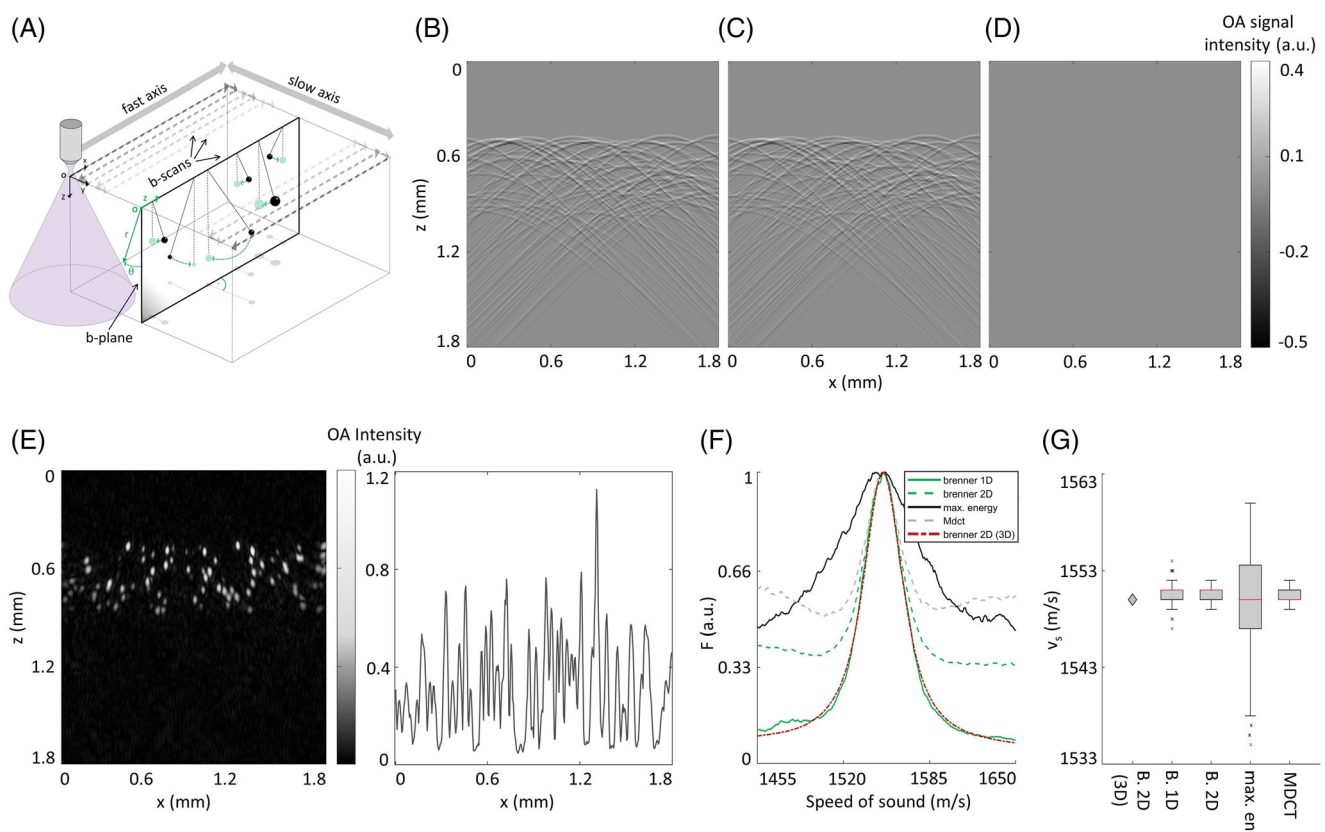 (A)
fast axis
slow axis
b-scans
x
o
y
z
z
o
r
θ
b-plane
(B)
(C)
(D)
OA signal
intensity (a.u.)
0
0.6
1.2
1.8
z (mm)
0
0.6
1.2
1.8
0
0.6
1.2
1.8
0.6
1.2
1.8
x (mm)
0.4
0.1
-0.2
-0.5
(E)
OA Intensity
(a.u.)
0
0.6
1.2
1.8
z (mm)
0
0.6
1.2
1.8
x (mm)
1.2
0.8
0.4
0
0
0.6
1.2
1.8
x (mm)
(F)
brenner 1D
brenner 2D
max. energy
Mdct
brenner 2D (3D)
1
0.66
0.33
0
F (a.u.)
1455
1520
1585
1650
Speed of sound (m/s)
(G)
1563
1553
1543
1533
vs (m/s)
B. 2D
(3D)
B. 1D
B. 2D
max. en
MDCT